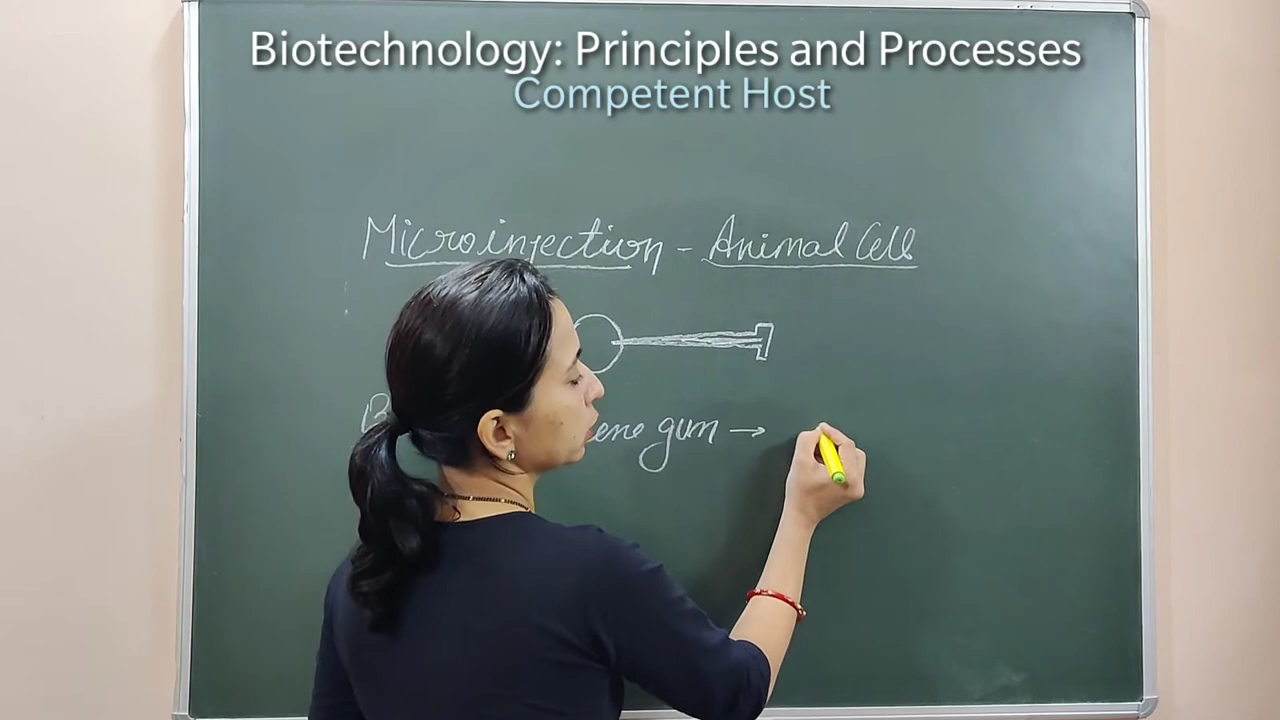 Biotechnology: Principles and Processes
Competent Host
Microinjection - Animal Cell
gun →